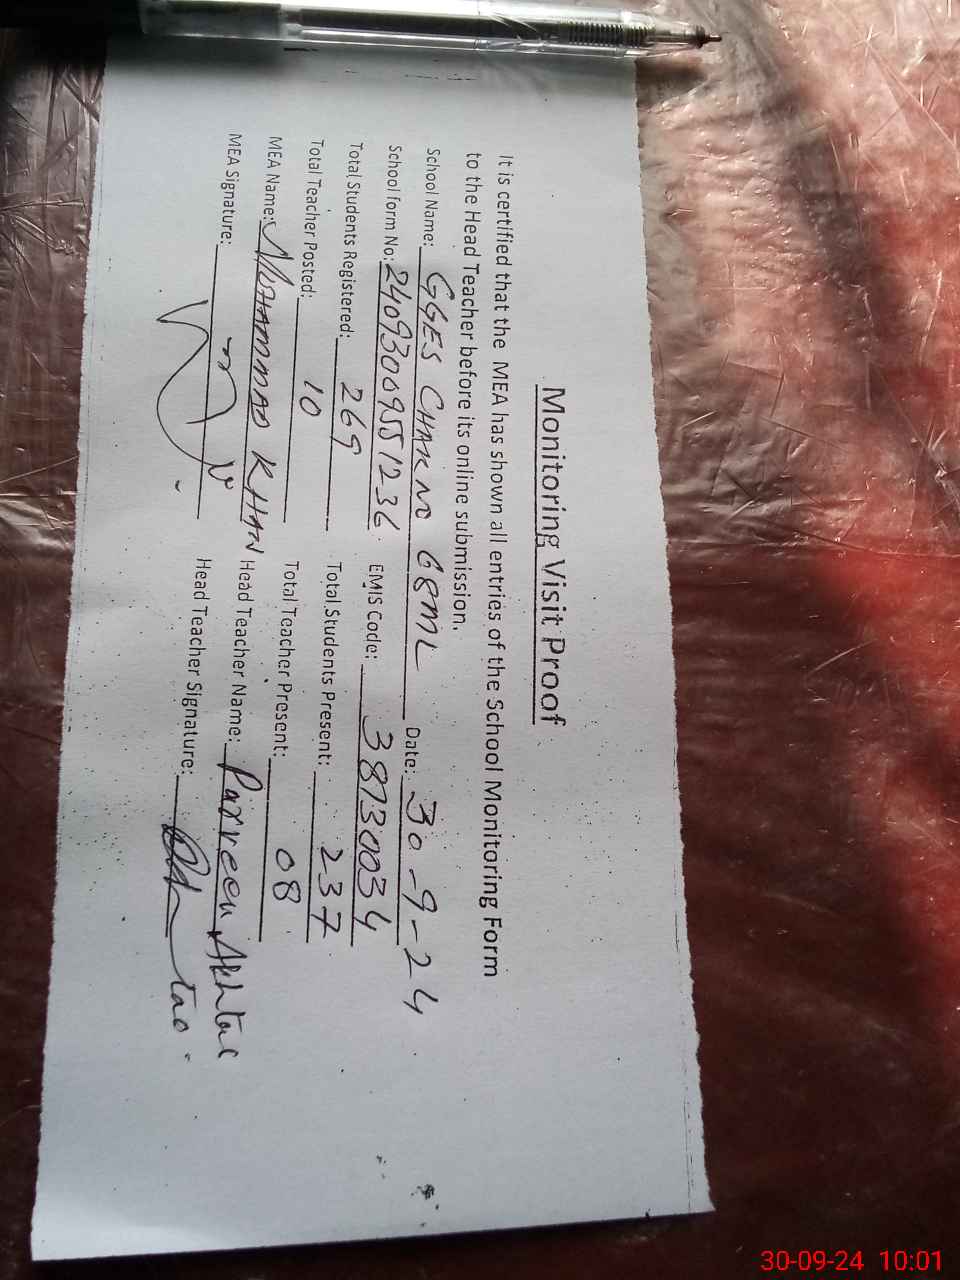 Monitoring Visit Proof
It is certified that the MEA has shown all entries of the School Monitoring Form
to the Head Teacher before its online submission.
School Name: GGES CHAK NO 68ML Date: 30-9-24
School form No: 24093009551236 EMIS Code: 38730034
Total Students Registered: 269 Total Students Present: 237
Total Teacher Posted: 10 Total Teacher Present: 08
MEA Name: MUHAMMAD KHAN Head Teacher Name: Parveen Akhtar
MEA Signature: Head Teacher Signature:
30-09-24 10:01